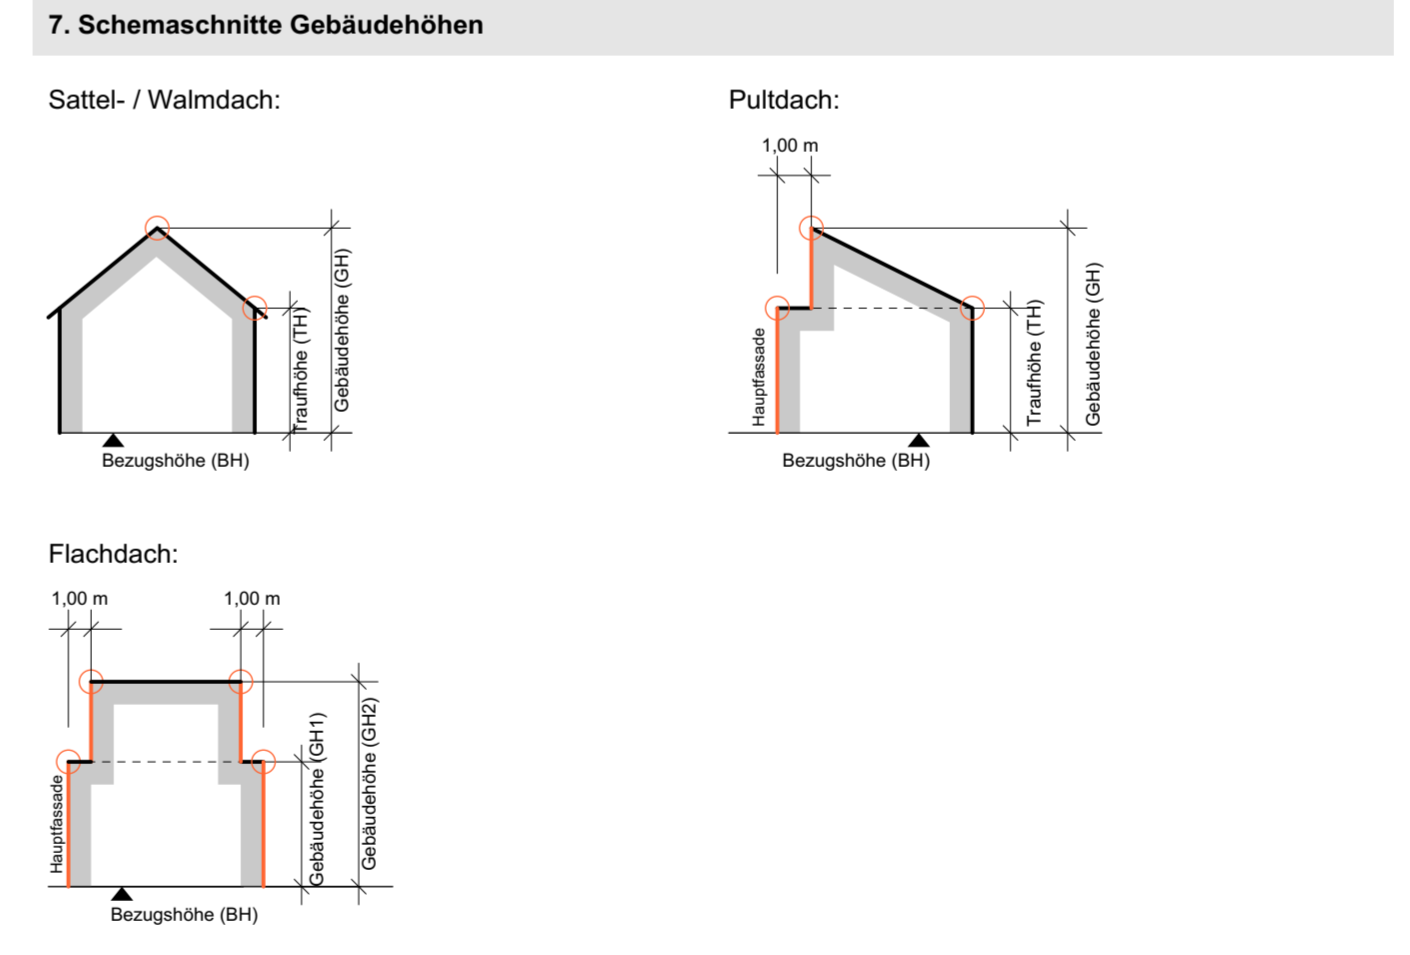 7. Schemaschnitte Gebäudehöhen
Sattel- / Walmdach:
Traufhöhe (TH)
Gebäudehöhe (GH)
Bezugshöhe (BH)
Pultdach:
1,00 m
Hauptfassade
Traufhöhe (TH)
Gebäudehöhe (GH)
Bezugshöhe (BH)
Flachdach:
1,00 m
1,00 m
Hauptfassade
Gebäudehöhe (GH1)
Gebäudehöhe (GH2)
Bezugshöhe (BH)